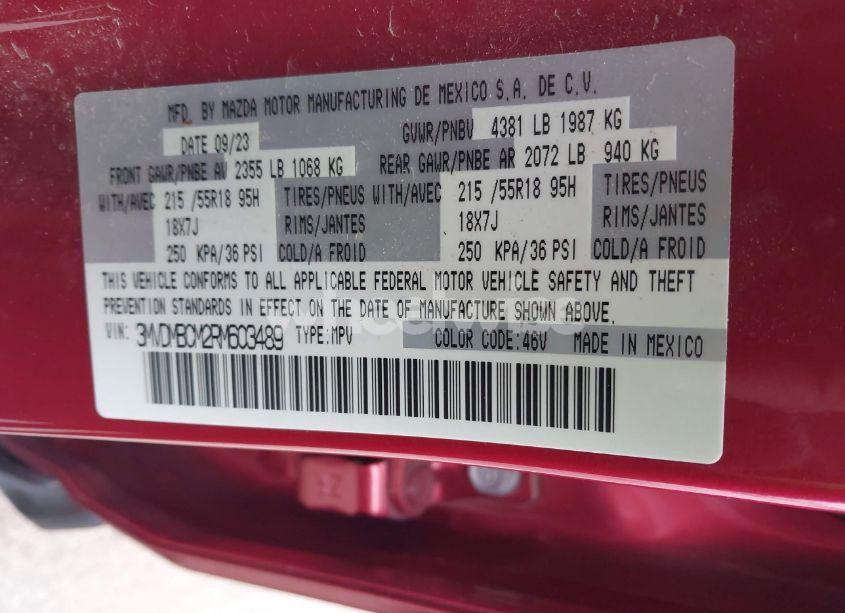 MFD. BY MAZDA MOTOR MANUFACTURING DE MEXICO S.A. DE C.V.
DATE 09/23 GVWR/PNBV 4381 LB 1987 KG
FRONT GAWR/PNBE AV 2355 LB 1068 KG REAR GAWR/PNBE AR 2072 LB 940 KG
WITH/AVEC 215 /55R18 95H TIRES/PNEUS WITH/AVEC 215 /55R18 95H TIRES/PNEUS
18X7J RIMS/JANTES 18X7J RIMS/JANTES
250 KPA/36 PSI COLD/A FROID 250 KPA/36 PSI COLD/A FROID
THIS VEHICLE CONFORMS TO ALL APPLICABLE FEDERAL MOTOR VEHICLE SAFETY AND THEFT
PREVENTION STANDARDS IN EFFECT ON THE DATE OF MANUFACTURE SHOWN ABOVE.
VIN: 3MVDMBCM2RM603489 TYPE:MPV COLOR CODE:46V MADE IN MEXICO